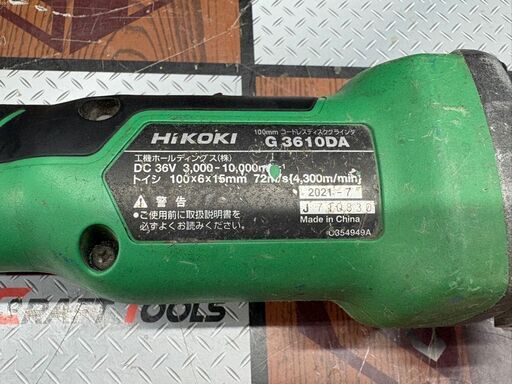 HiKOKI
100mm コードレスディスクグラインダ
G 3610DA
工機ホールディングス(株)
DC 36V 3,000-10,000min-1
トイシ 100×6×15mm 72m/s{4,300m/min}
警告
●ご使用前に取扱説明書を
必ずよくお読みください。
2021-7
Made in China
C354949A
CRAFT TOOLS